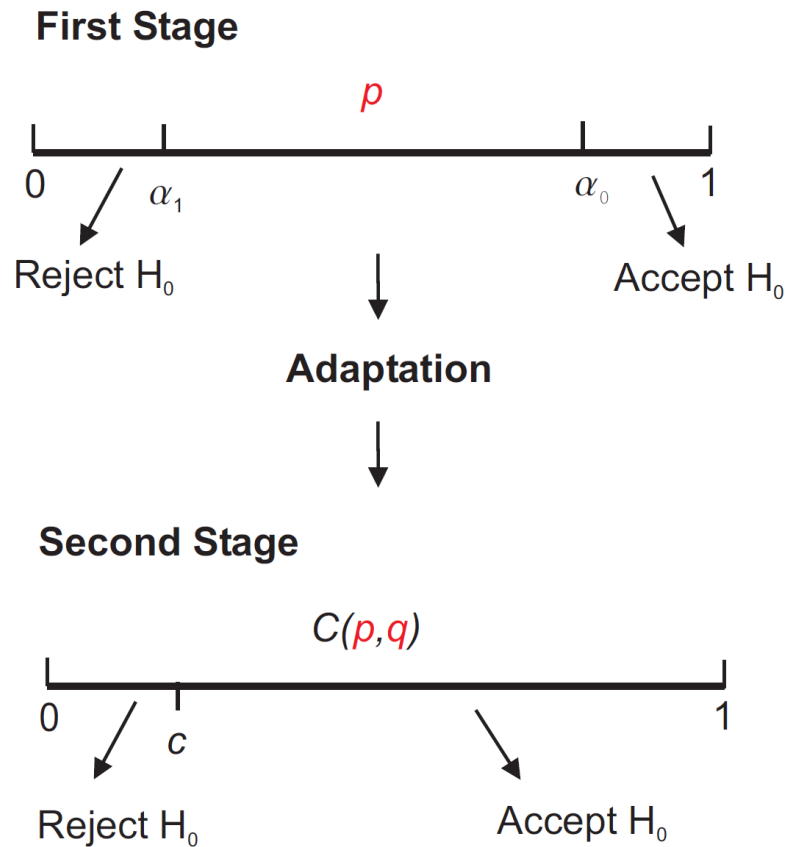 First Stage
p
0 α₁ α₀ 1
Reject H₀ Accept H₀
Adaptation
Second Stage
C(p,q)
0 c 1
Reject H₀ Accept H₀